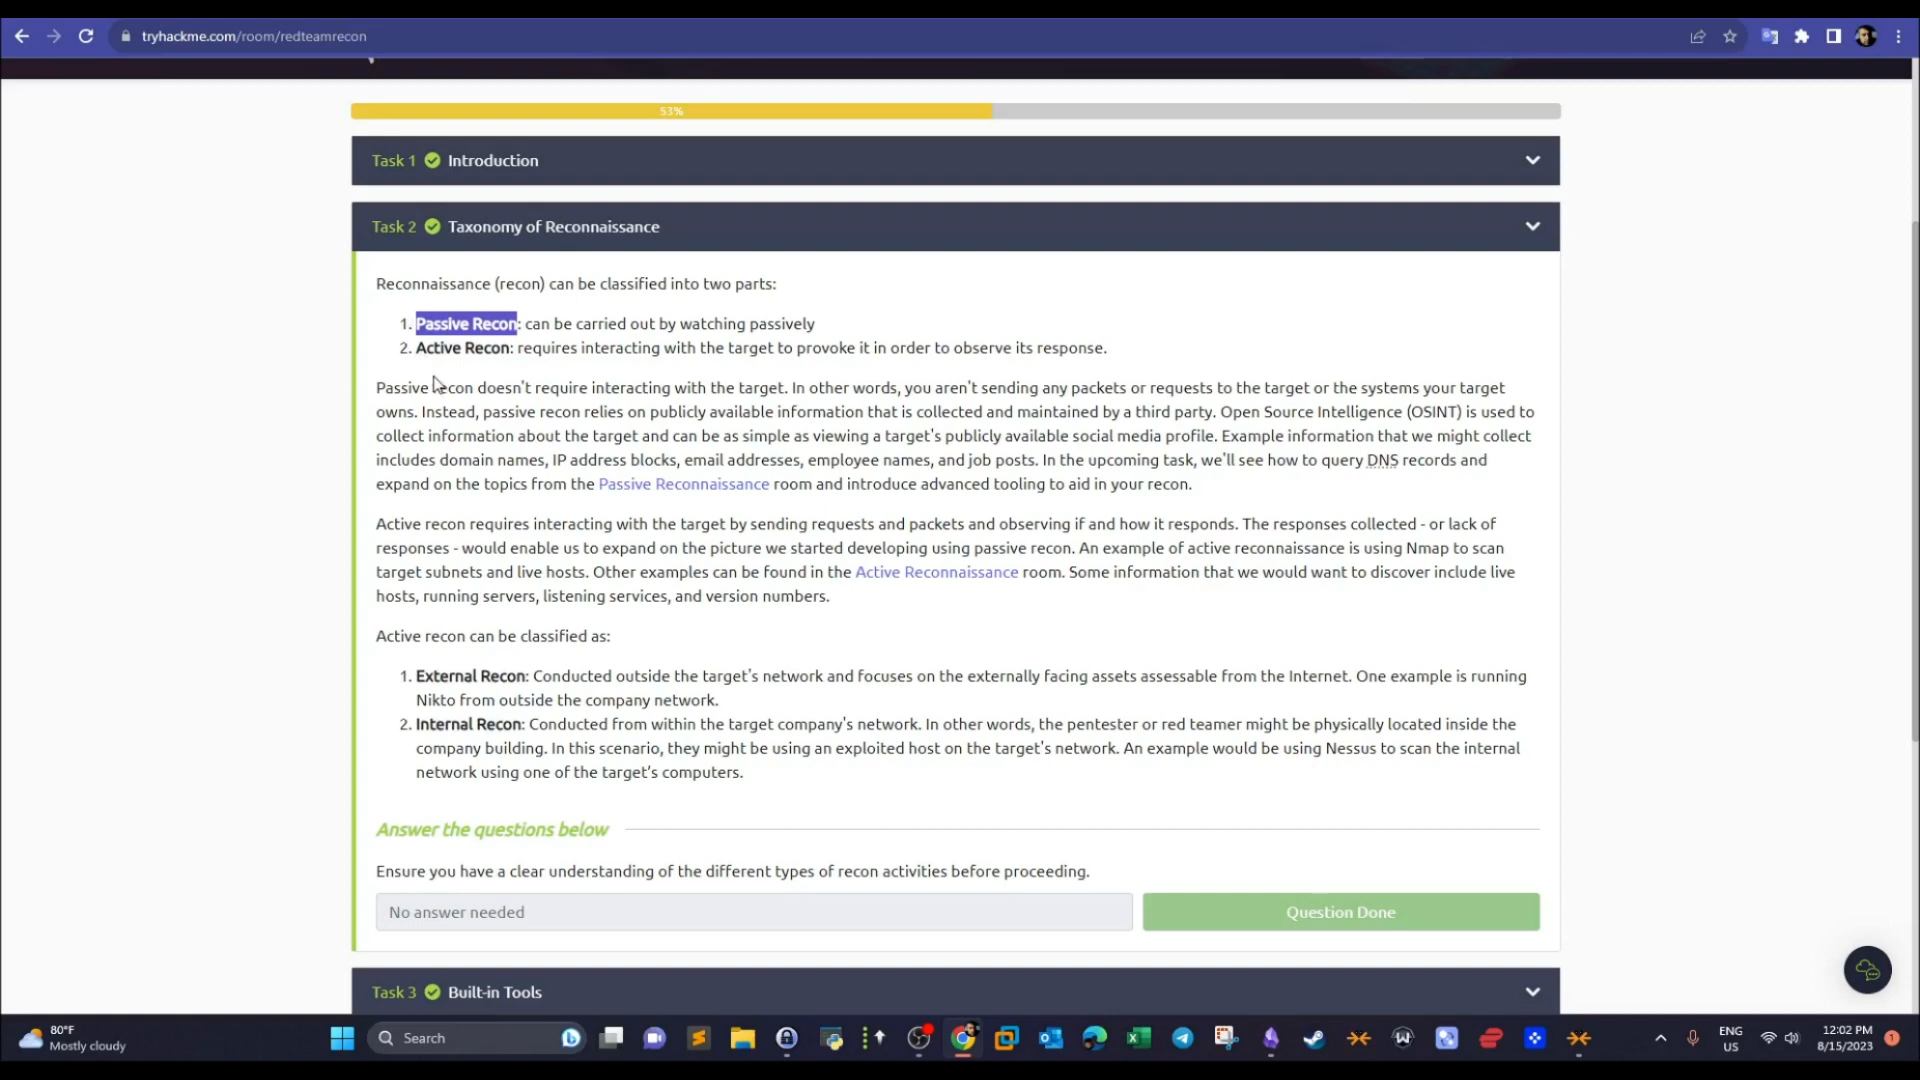 tryhackme.com/room/redteamrecon
53%
Task 1 Introduction
Task 2 Taxonomy of Reconnaissance
Reconnaissance (recon) can be classified into two parts:
1. Passive Recon: can be carried out by watching passively
2. Active Recon: requires interacting with the target to provoke it in order to observe its response.
Passive recon doesn't require interacting with the target. In other words, you aren't sending any packets or requests to the target or the systems your target
owns. Instead, passive recon relies on publicly available information that is collected and maintained by a third party. Open Source Intelligence (OSINT) is used to
collect information about the target and can be as simple as viewing a target's publicly available social media profile. Example information that we might collect
includes domain names, IP address blocks, email addresses, employee names, and job posts. In the upcoming task, we'll see how to query DNS records and
expand on the topics from the Passive Reconnaissance room and introduce advanced tooling to aid in your recon.
Active recon requires interacting with the target by sending requests and packets and observing if and how it responds. The responses collected - or lack of
responses - would enable us to expand on the picture we started developing using passive recon. An example of active reconnaissance is using Nmap to scan
target subnets and live hosts. Other examples can be found in the Active Reconnaissance room. Some information that we would want to discover include live
hosts, running servers, listening services, and version numbers.
Active recon can be classified as:
1. External Recon: Conducted outside the target's network and focuses on the externally facing assets assessable from the Internet. One example is running
Nikto from outside the company network.
2. Internal Recon: Conducted from within the target company's network. In other words, the pentester or red teamer might be physically located inside the
company building. In this scenario, they might be using an exploited host on the target's network. An example would be using Nessus to scan the internal
network using one of the target’s computers.
Answer the questions below
Ensure you have a clear understanding of the different types of recon activities before proceeding.
No answer needed
Question Done
Task 3 Built-in Tools
80°F
Mostly cloudy
Search
ENG
US
12:02 PM
8/15/2023
1